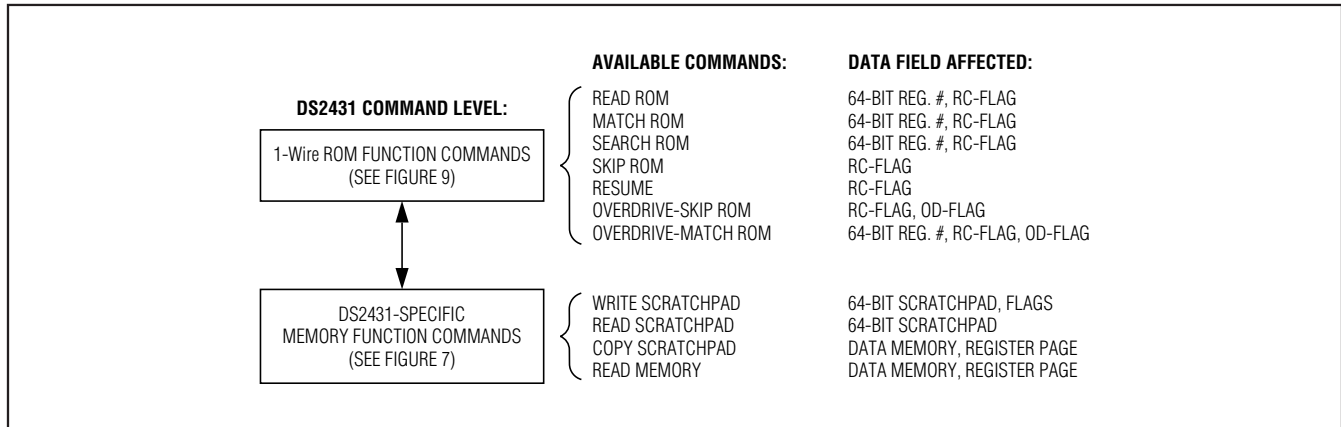 AVAILABLE COMMANDS: DATA FIELD AFFECTED:
DS2431 COMMAND LEVEL:
1-Wire ROM FUNCTION COMMANDS
(SEE FIGURE 9)
READ ROM 64-BIT REG. #, RC-FLAG
MATCH ROM 64-BIT REG. #, RC-FLAG
SEARCH ROM 64-BIT REG. #, RC-FLAG
SKIP ROM RC-FLAG
RESUME RC-FLAG
OVERDRIVE-SKIP ROM RC-FLAG, OD-FLAG
OVERDRIVE-MATCH ROM 64-BIT REG. #, RC-FLAG, OD-FLAG
DS2431-SPECIFIC
MEMORY FUNCTION COMMANDS
(SEE FIGURE 7)
WRITE SCRATCHPAD 64-BIT SCRATCHPAD, FLAGS
READ SCRATCHPAD 64-BIT SCRATCHPAD
COPY SCRATCHPAD DATA MEMORY, REGISTER PAGE
READ MEMORY DATA MEMORY, REGISTER PAGE